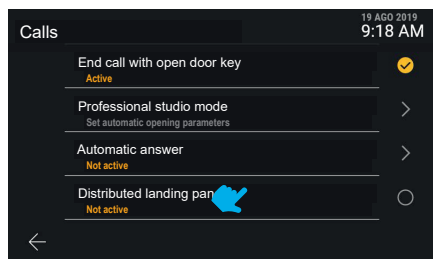 19 AGO 2019
Calls
9:18 AM
End call with open door key
Active
Professional studio mode
Set automatic opening parameters
Automatic answer
Not active
Distributed landing pan
Not active